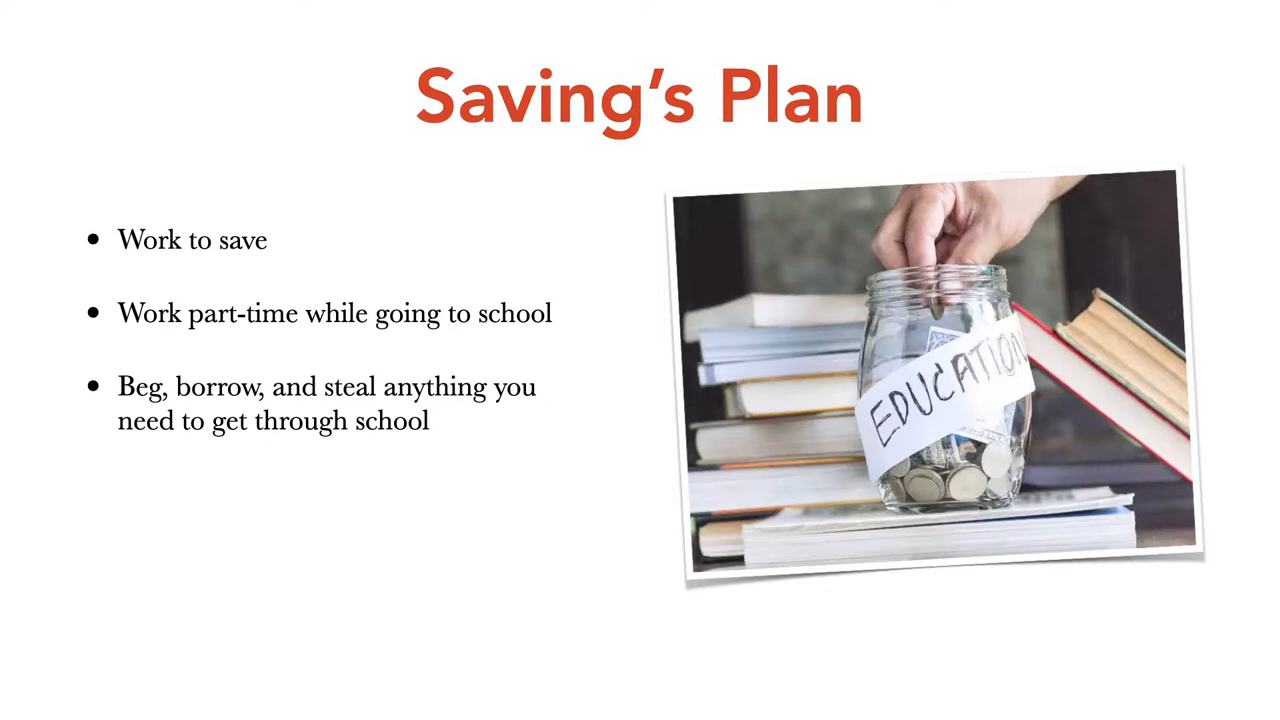 Saving’s Plan
• Work to save
• Work part-time while going to school
• Beg, borrow, and steal anything you
need to get through school
EDUCATION